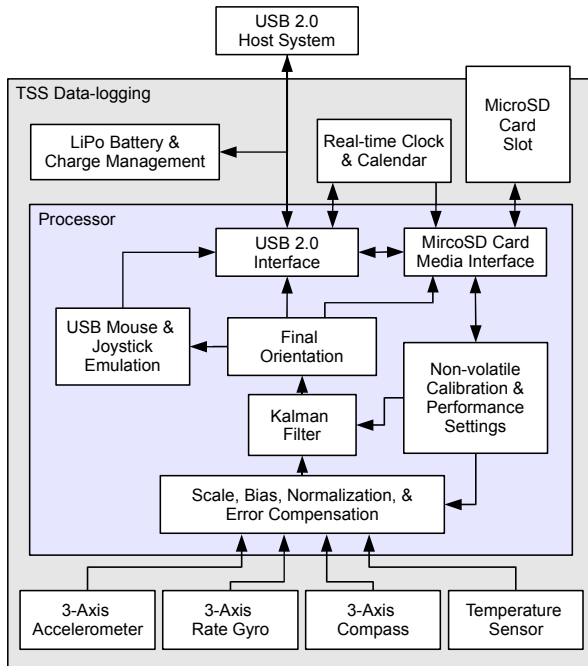 USB 2.0
Host System
TSS Data-logging
MicroSD
Card
Slot
LiPo Battery &
Charge Management
Real-time Clock
& Calendar
Processor
USB 2.0
Interface
MircoSD Card
Media Interface
USB Mouse &
Joystick
Emulation
Final
Orientation
Non-volatile
Calibration &
Performance
Settings
Kalman
Filter
Scale, Bias, Normalization, &
Error Compensation
3-Axis
Accelerometer
3-Axis
Rate Gyro
3-Axis
Compass
Temperature
Sensor